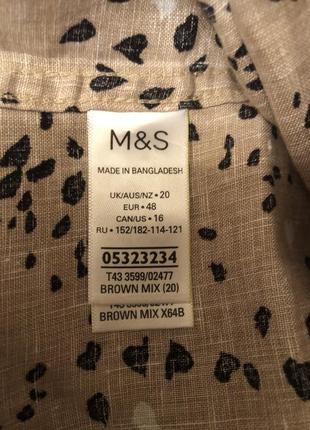 M&S
MADE IN BANGLADESH
UK/AUS/NZ • 20
EUR • 48
CAN/US • 16
RU • 152/182-114-121
05323234
T43 3599/02477
BROWN MIX (20)
BROWN MIX X64B